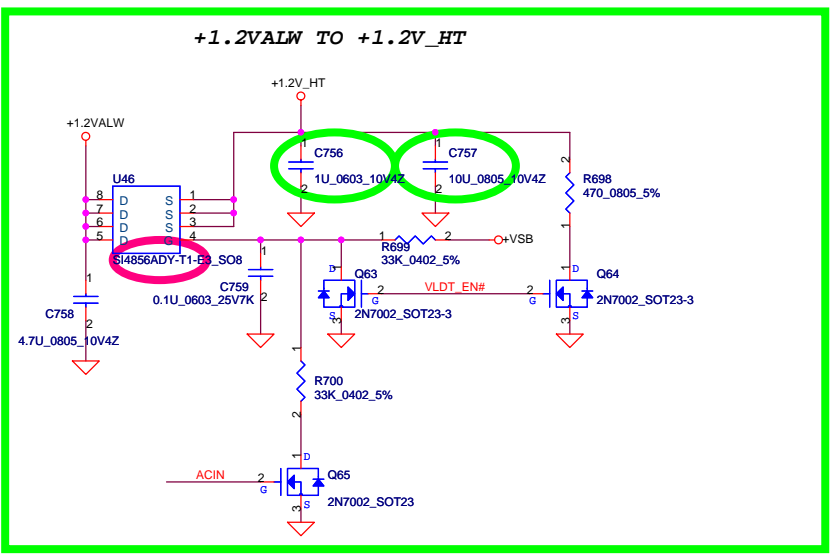 +1.2VALW TO +1.2V_HT
+1.2V_HT
+1.2VALW
U46
8 D S 1
7 D S 2
6 D S 3
5 D G 4
SI4856ADY-T1-E3_SO8
1
C756
1U_0603_10V4Z
2
1
C757
10U_0805_10V4Z
2
2
R698
470_0805_5%
1
1
R699
2
+VSB
33K_0402_5%
1
C759
2
0.1U_0603_25V7K
1
C758
2
4.7U_0805_10V4Z
D 1
Q63
G 2
S 3
2N7002_SOT23-3
VLDT_EN#
1 D
Q64
2 G
3 S
2N7002_SOT23-3
1
R700
33K_0402_5%
2
ACIN
1 D
Q65
2 G
3 S
2N7002_SOT23